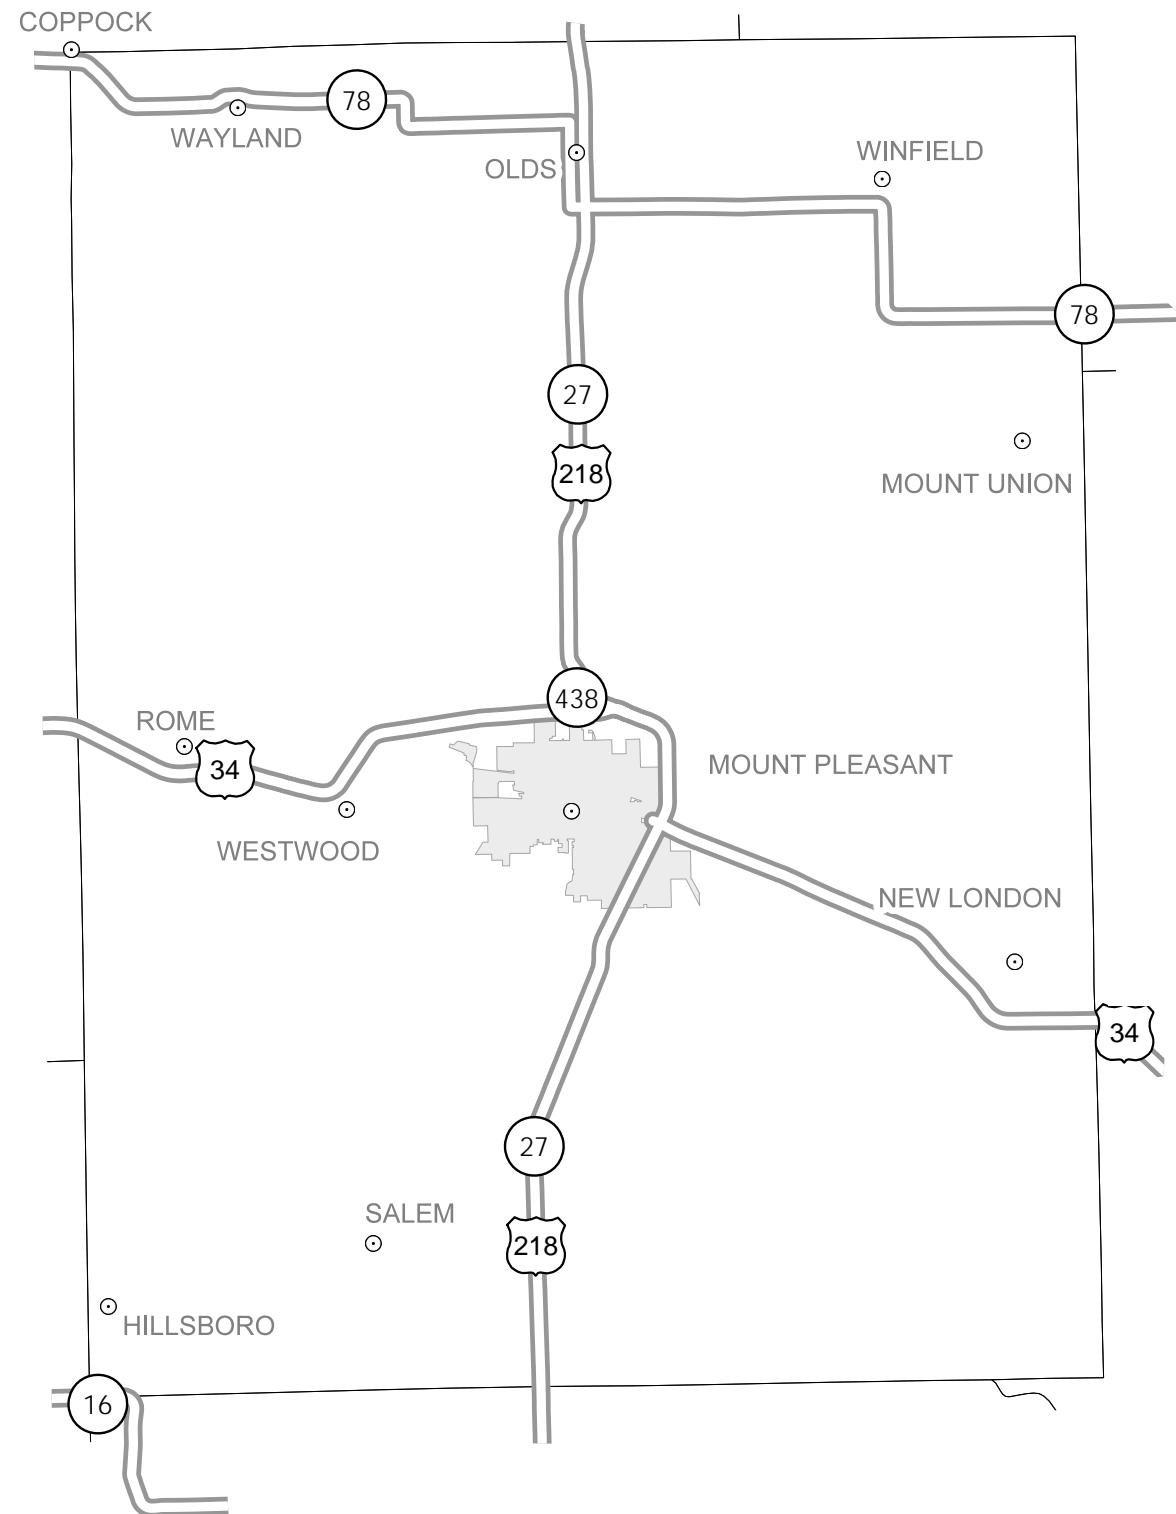 COPPOCK
78
WAYLAND
OLDS
WINFIELD
78
27
218
MOUNT UNION
438
ROME
34
MOUNT PLEASANT
WESTWOOD
NEW LONDON
34
27
SALEM
218
HILLSBORO
16